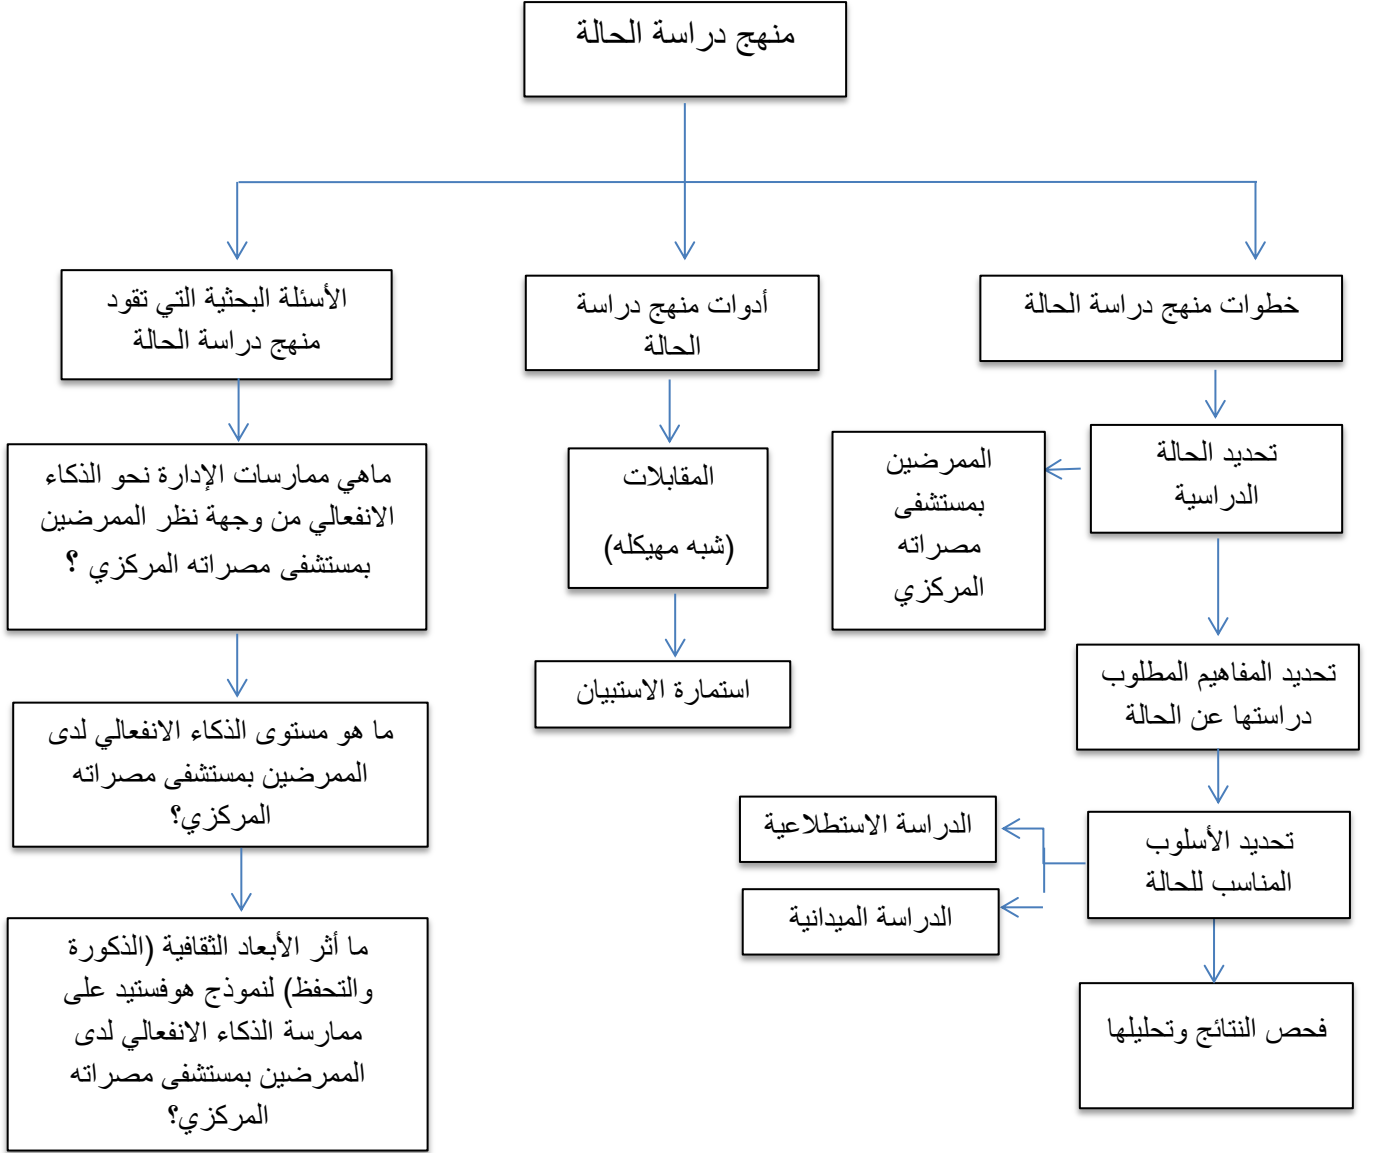 منهج دراسة الحالة
خطوات منهج دراسة الحالة
تحديد الحالة
الدراسية
الممرضين
بمستشفى
مصراته
المركزي
تحديد المفاهيم المطلوب
دراستها عن الحالة
تحديد الأسلوب
المناسب للحالة
الدراسة الاستطلاعية
الدراسة الميدانية
فحص النتائج وتحليلها
أدوات منهج دراسة
الحالة
المقابلات
(شبه مهيكله)
استمارة الاستبيان
الأسئلة البحثية التي تقود
منهج دراسة الحالة
ماهي ممارسات الإدارة نحو الذكاء
الانفعالي من وجهة نظر الممرضين
بمستشفى مصراته المركزي ؟
ما هو مستوى الذكاء الانفعالي لدى
الممرضين بمستشفى مصراته
المركزي؟
ما أثر الأبعاد الثقافية (الذكورة
والتحفظ) لنموذج هوفستيد على
ممارسة الذكاء الانفعالي لدى
الممرضين بمستشفى مصراته
المركزي؟